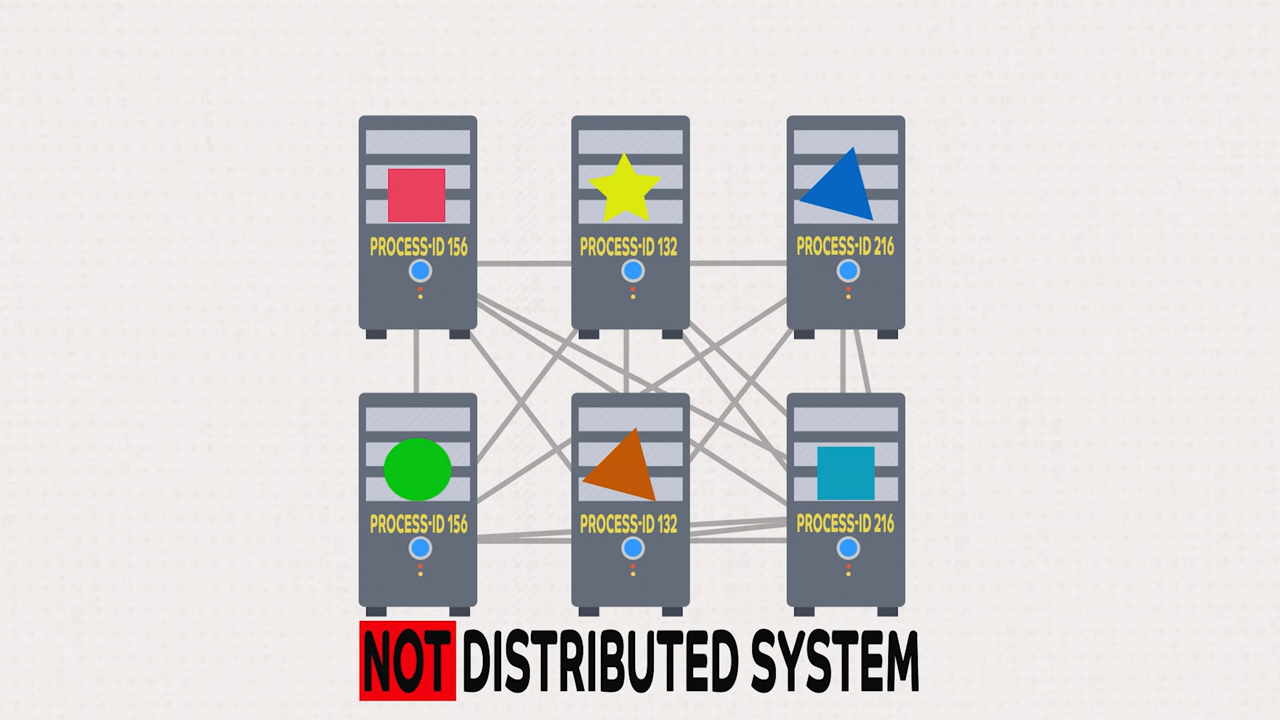 PROCESS-ID 156
PROCESS-ID 132
PROCESS-ID 216
PROCESS-ID 156
PROCESS-ID 132
PROCESS-ID 216
NOT DISTRIBUTED SYSTEM